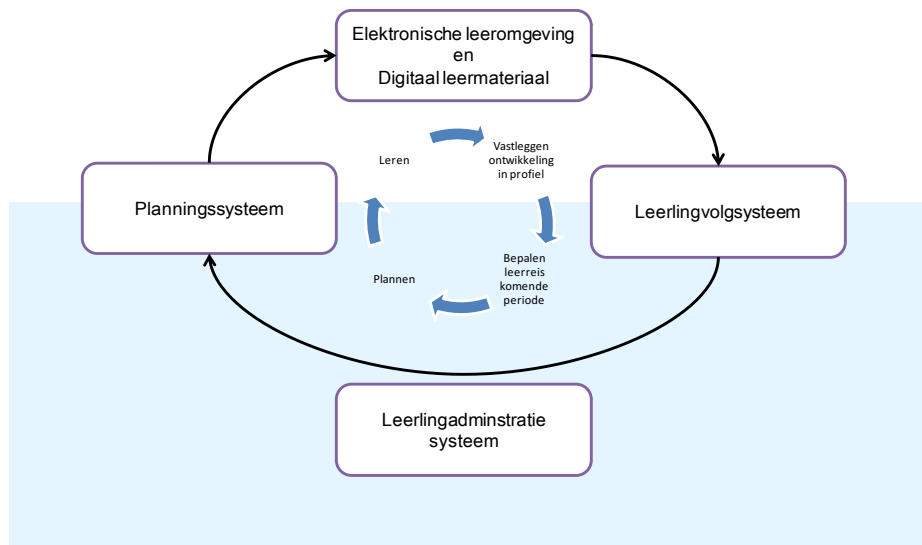 Elektronische leeromgeving
en
Digitaal leermateriaal
Leren
Vastleggen
ontwikkeling
in profiel
Planningssysteem
Leerlingvolgsysteem
Plannen
Bepalen
leerreis
komende
periode
Leerlingadminstratie
systeem